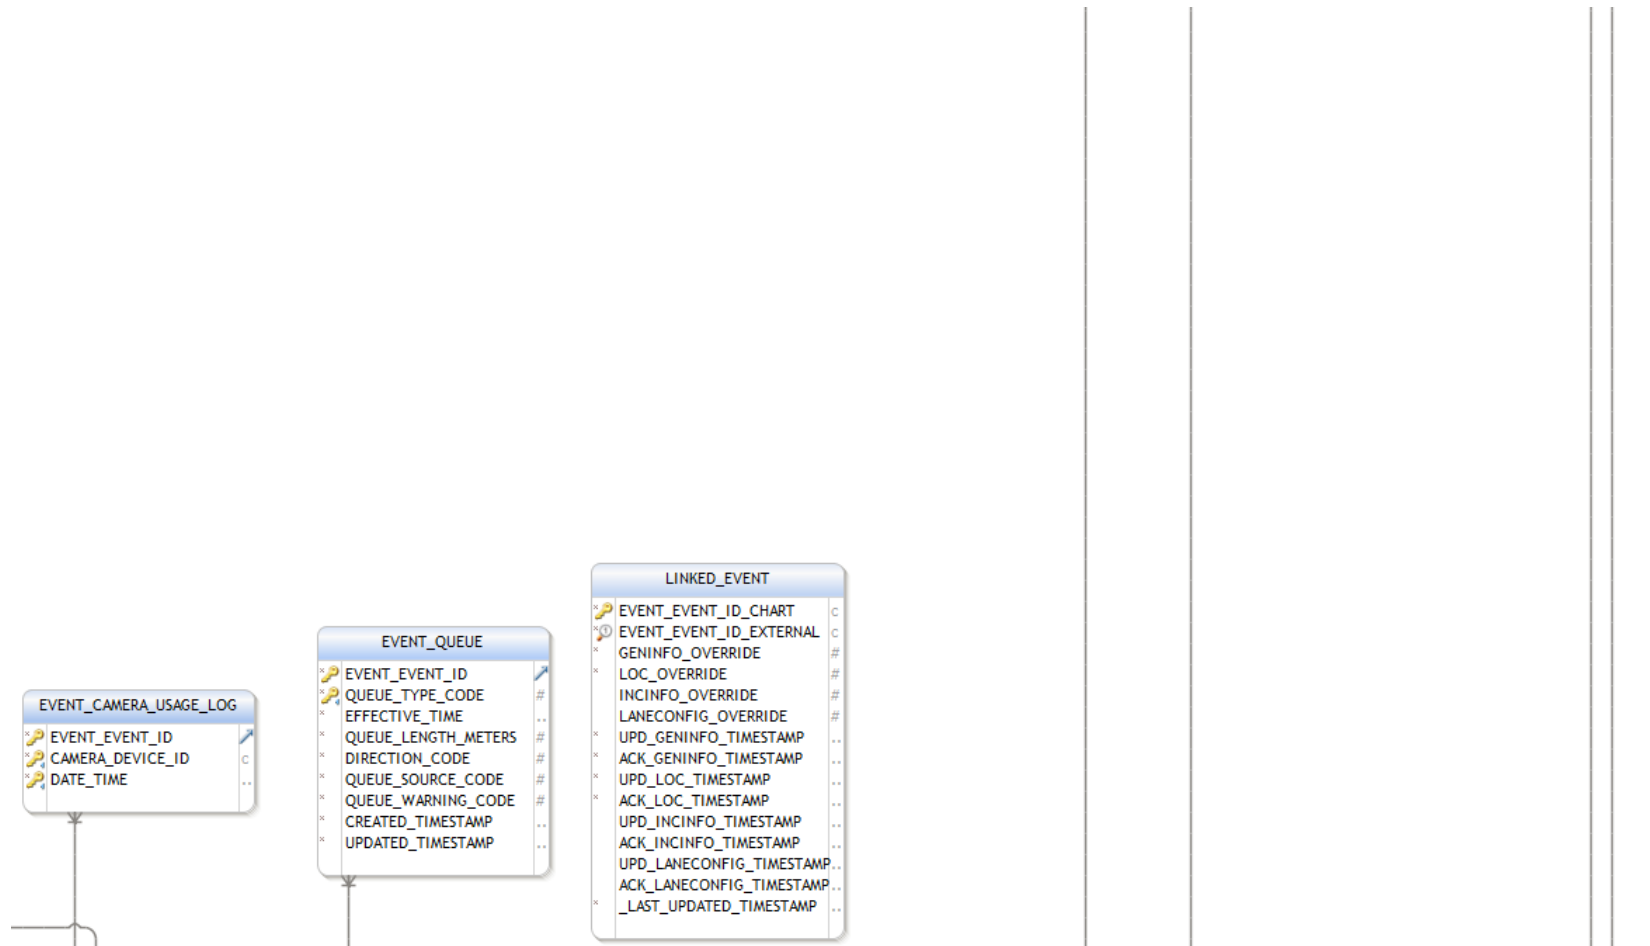 LINKED_EVENT
EVENT_EVENT_ID_CHART c
EVENT_EVENT_ID_EXTERNAL c
GENINFO_OVERRIDE #
LOC_OVERRIDE #
INCINFO_OVERRIDE #
LANECONFIG_OVERRIDE #
UPD_GENINFO_TIMESTAMP ..
ACK_GENINFO_TIMESTAMP ..
UPD_LOC_TIMESTAMP ..
ACK_LOC_TIMESTAMP ..
UPD_INCINFO_TIMESTAMP ..
ACK_INCINFO_TIMESTAMP ..
UPD_LANECONFIG_TIMESTAMP ..
ACK_LANECONFIG_TIMESTAMP ..
_LAST_UPDATED_TIMESTAMP ..
EVENT_QUEUE
EVENT_EVENT_ID
QUEUE_TYPE_CODE #
EFFECTIVE_TIME ..
QUEUE_LENGTH_METERS #
DIRECTION_CODE #
QUEUE_SOURCE_CODE #
QUEUE_WARNING_CODE #
CREATED_TIMESTAMP ..
UPDATED_TIMESTAMP ..
EVENT_CAMERA_USAGE_LOG
EVENT_EVENT_ID
CAMERA_DEVICE_ID c
DATE_TIME ..